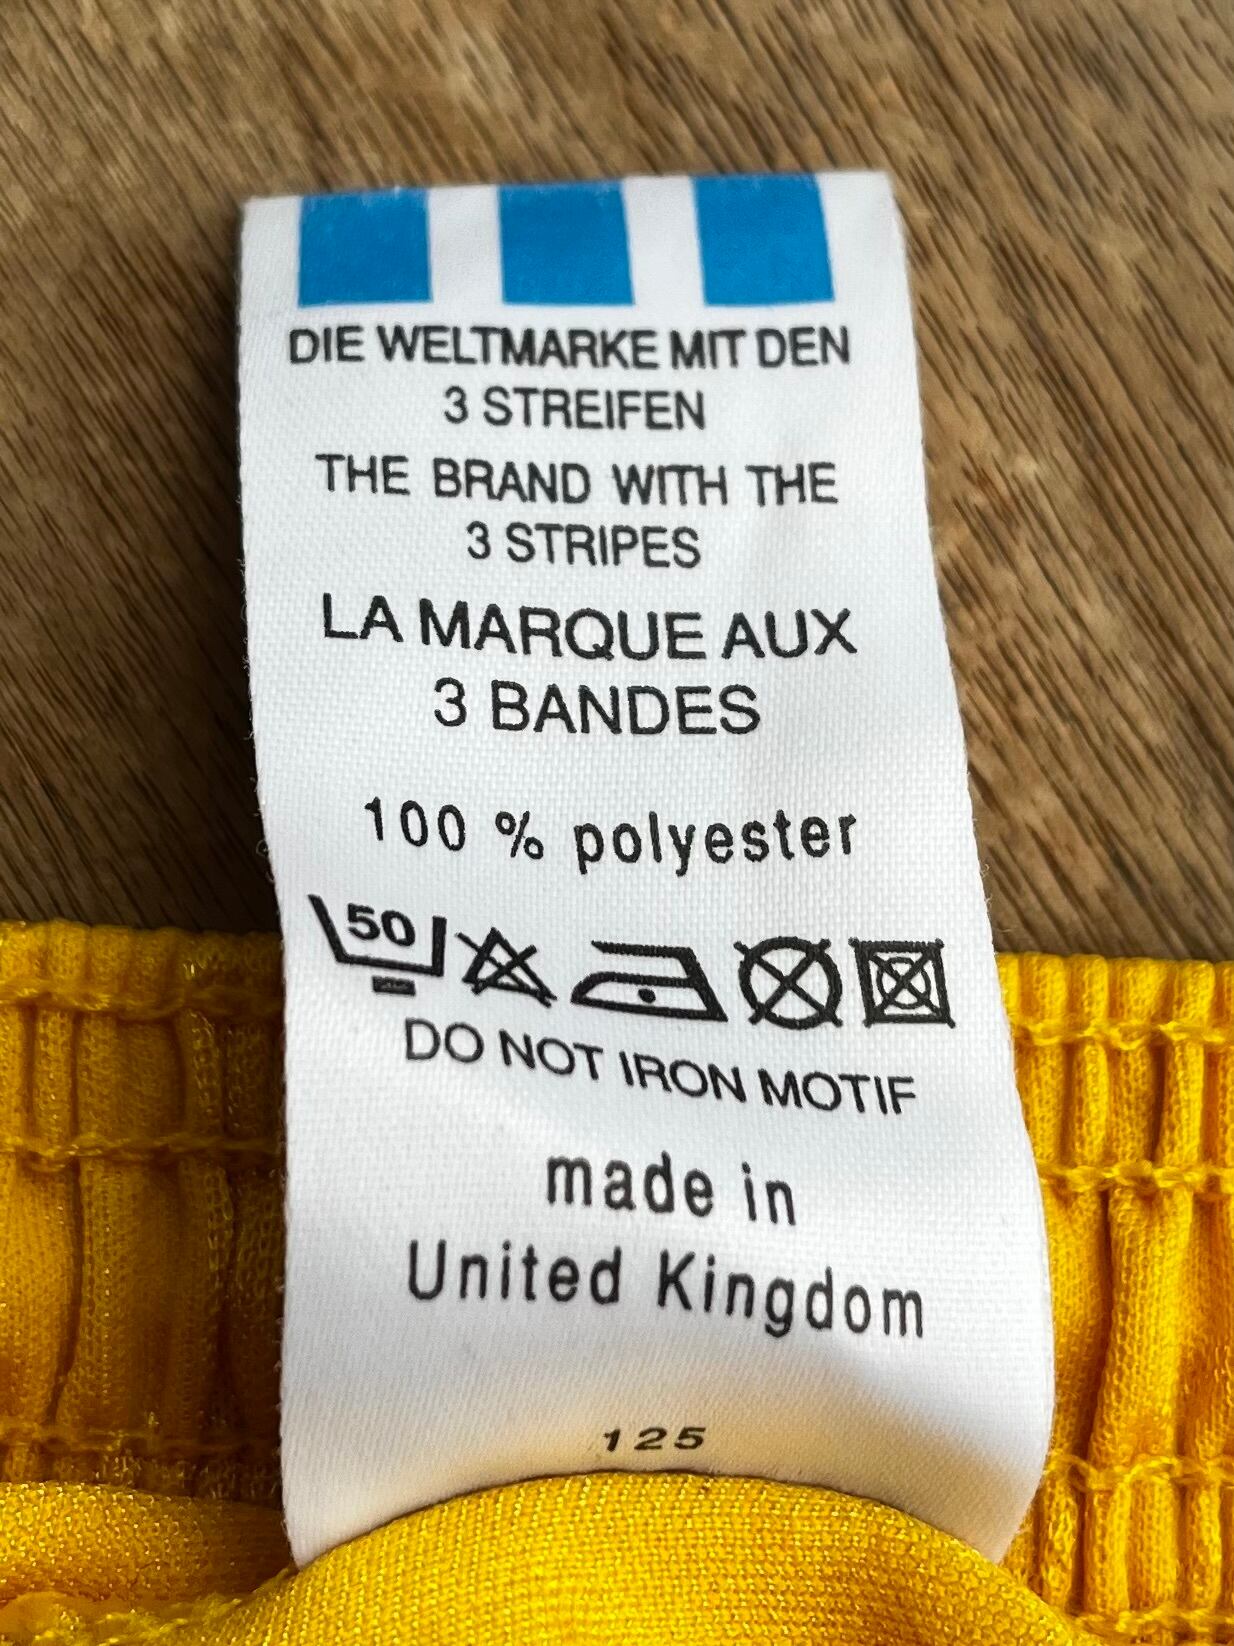 DIE WELTMARKE MIT DEN
3 STREIFEN
THE BRAND WITH THE
3 STRIPES
LA MARQUE AUX
3 BANDES
100 % polyester
50
DO NOT IRON MOTIF
made in
United Kingdom
125